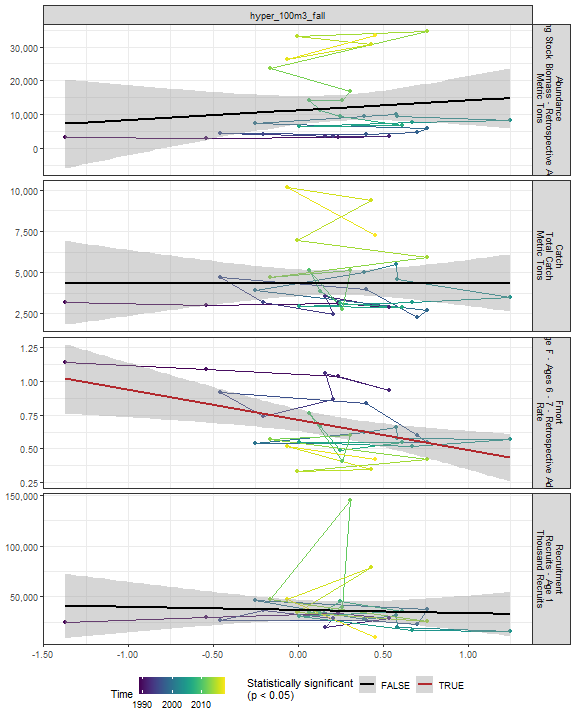 hyper_100m3_fall
30,000
20,000
10,000
0
Abundance
ng Stock Biomass - Retrospective A
Metric Tons
10,000
7,500
5,000
2,500
Catch
Total Catch
Metric Tons
1.25
1.00
0.75
0.50
0.25
Fmort
ge F - Ages 6 - 7 - Retrospective Ad
Rate
150,000
100,000
50,000
Recruitment
Recruits - Age 1
Thousand Recruits
-1.50 -1.00 -0.50 0.00 0.50 1.00
Time
1990 2000 2010
Statistically significant
(p < 0.05)
FALSE TRUE